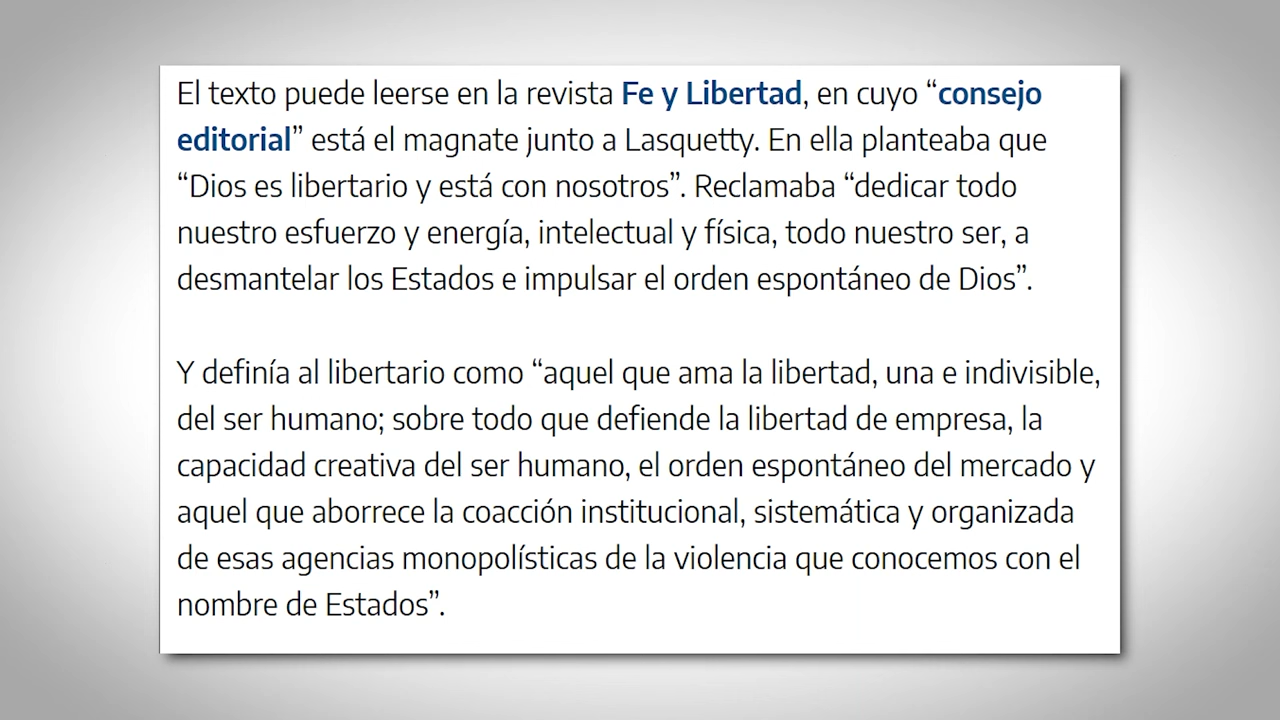 El texto puede leerse en la revista Fe y Libertad, en cuyo “consejo
editorial” está el magnate junto a Lasquetty. En ella planteaba que
“Dios es libertario y está con nosotros”. Reclamaba “dedicar todo
nuestro esfuerzo y energía, intelectual y física, todo nuestro ser, a
desmantelar los Estados e impulsar el orden espontáneo de Dios”.
Y definía al libertario como “aquel que ama la libertad, una e indivisible,
del ser humano; sobre todo que defiende la libertad de empresa, la
capacidad creativa del ser humano, el orden espontáneo del mercado y
aquel que aborrece la coacción institucional, sistemática y organizada
de esas agencias monopolísticas de la violencia que conocemos con el
nombre de Estados”.